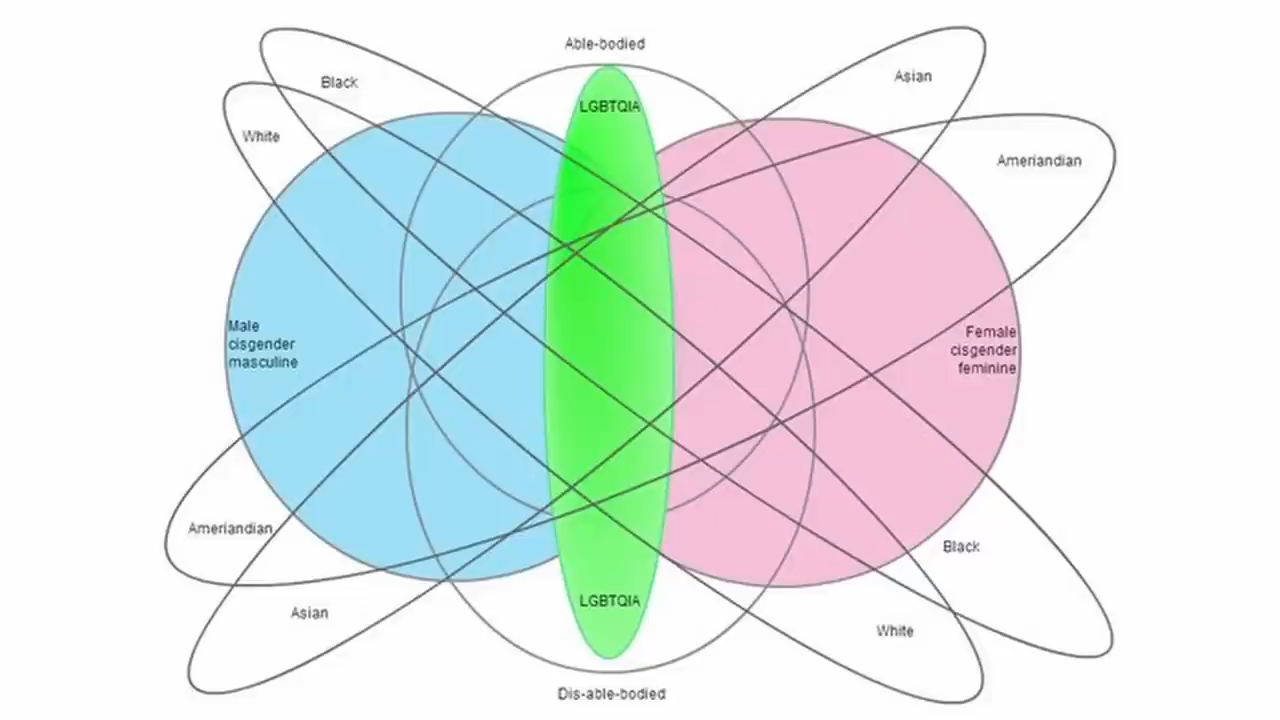 Able-bodied
Black
Asian
LGBTQIA
White
Ameriandian
Male
cisgender
masculine
Female
cisgender
feminine
Ameriandian
Black
LGBTQIA
Asian
White
Dis-able-bodied